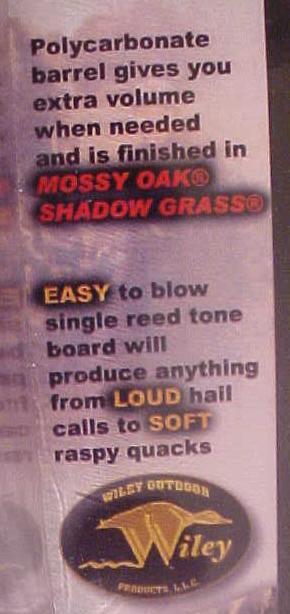 Polycarbonate
barrel gives you
extra volume
when needed
and is finished in
MOSSY OAK®
SHADOW GRASS®
EASY to blow
single reed tone
board will
produce anything
from LOUD hail
calls to SOFT
raspy quacks
WILEY OUTDOOR
Wiley
PRODUCTS, L.L.C.